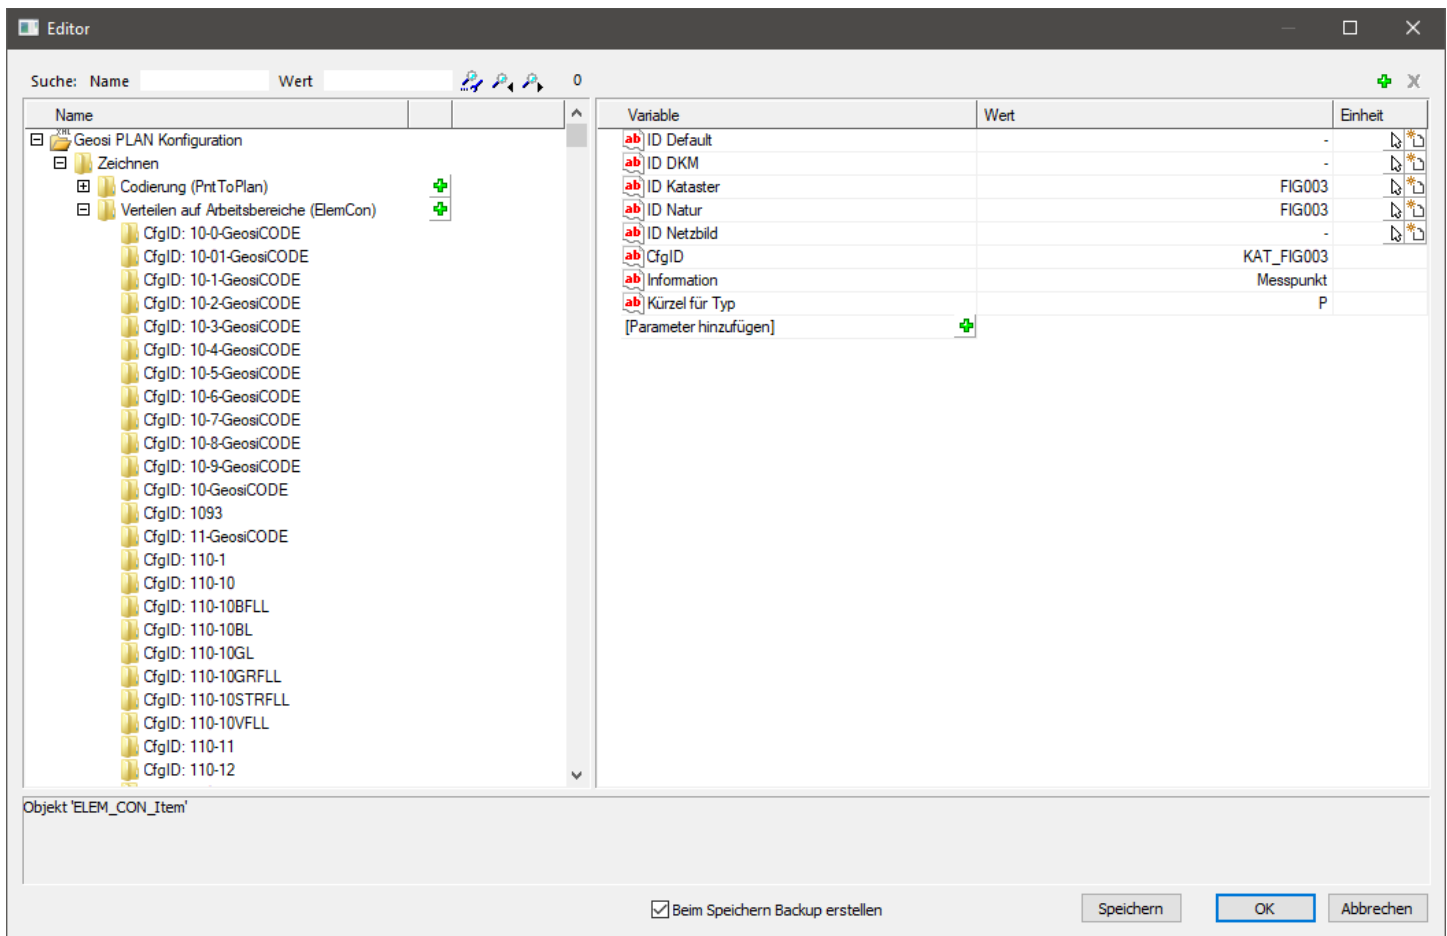 Editor
Suche: Name Wert 0
Name
Geosi PLAN Konfiguration
Zeichnen
Codierung (PntToPlan)
Verteilen auf Arbeitsbereiche (ElemCon)
CfgID: 10-0-GeosiCODE
CfgID: 10-01-GeosiCODE
CfgID: 10-1-GeosiCODE
CfgID: 10-2-GeosiCODE
CfgID: 10-3-GeosiCODE
CfgID: 10-4-GeosiCODE
CfgID: 10-5-GeosiCODE
CfgID: 10-6-GeosiCODE
CfgID: 10-7-GeosiCODE
CfgID: 10-8-GeosiCODE
CfgID: 10-9-GeosiCODE
CfgID: 10-GeosiCODE
CfgID: 1093
CfgID: 11-GeosiCODE
CfgID: 110-1
CfgID: 110-10
CfgID: 110-10BFLL
CfgID: 110-10BL
CfgID: 110-10GL
CfgID: 110-10GRFLL
CfgID: 110-10STRFLL
CfgID: 110-10VFLL
CfgID: 110-11
CfgID: 110-12
Variable Wert Einheit
ab ID Default -
ab ID DKM -
ab ID Kataster FIG003
ab ID Natur FIG003
ab ID Netzbild -
ab CfgID KAT_FIG003
ab Information Messpunkt
ab Kürzel für Typ P
[Parameter hinzufügen]
Objekt 'ELEM_CON_Item'
Beim Speichern Backup erstellen
Speichern OK Abbrechen